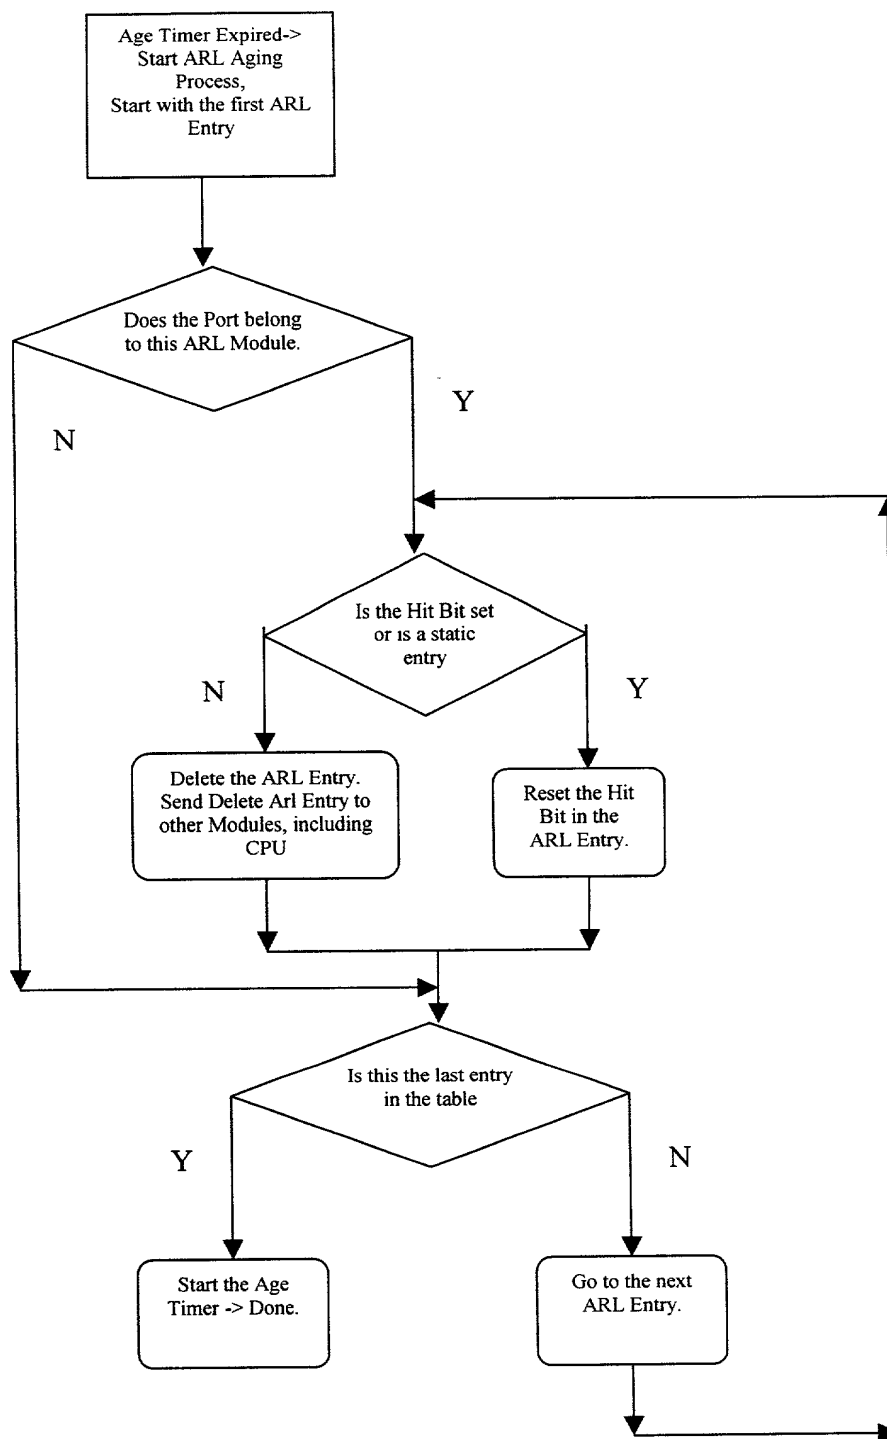 Age Timer Expired->
Start ARL Aging
Process,
Start with the first ARL
Entry
Does the Port belong
to this ARL Module.
Y
N
Is the Hit Bit set
or is a static
entry
N
Y
Delete the ARL Entry.
Send Delete Arl Entry to
other Modules, including
CPU
Reset the Hit
Bit in the
ARL Entry.
Is this the last entry
in the table
Y
N
Start the Age
Timer -> Done.
Go to the next
ARL Entry.